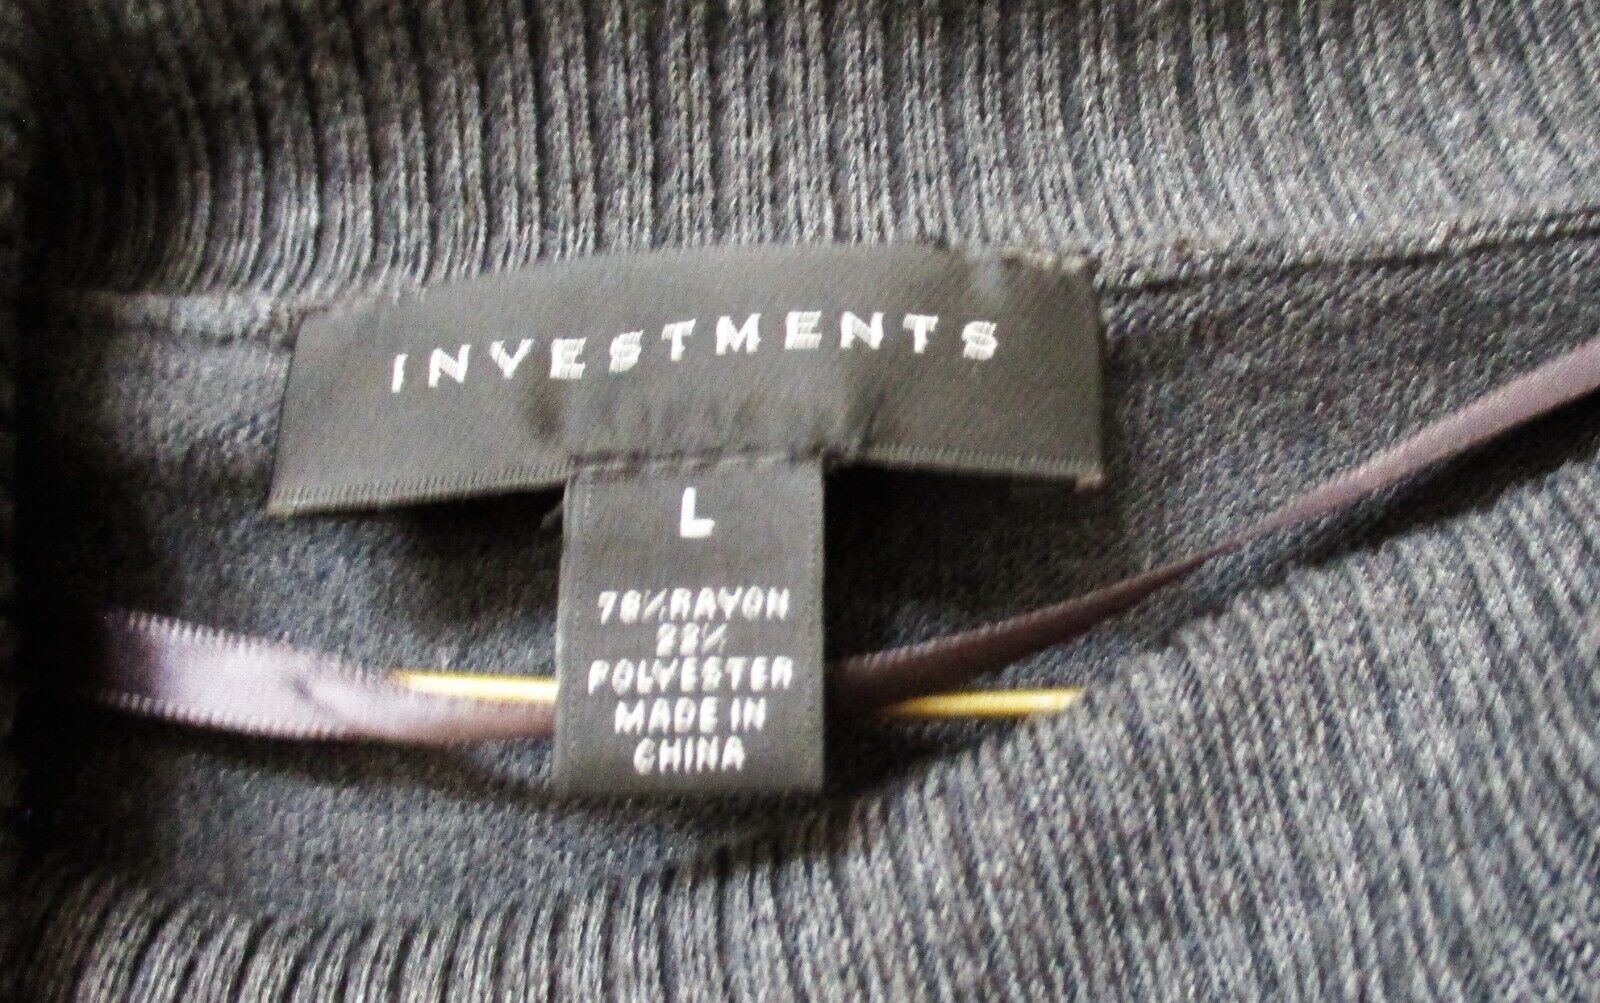 INVESTMENTS
L
78% RAYON
22%
POLYESTER
MADE IN
CHINA